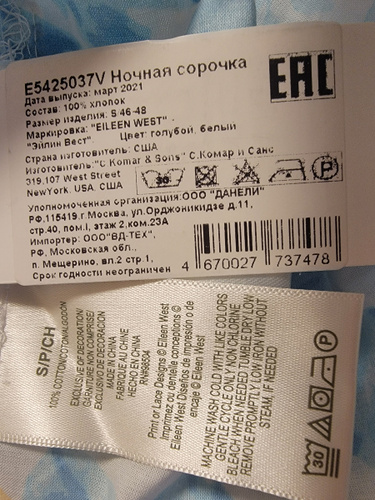 E5425037V Ночная сорочка
Дата выпуска: март 2021
Состав: 100% хлопок
Размер изделия: S 46-48
Маркировка: "EILEEN WEST" -
"Эйлин Вест" Цвет: голубой, белый
Страна изготовитель: США
Изготовитель:"C Komar & Sons" С.Комар и Санс
319,107 West Street
NewYork. USA, США
Уполномоченная организация:ООО "ДАНЕЛИ"
РФ,115419 г.Москва, ул.Орджоникидзе д.11,
стр.40, пом.I, этаж 2,ком.23А
Импортер: ООО"ВД-ТЕХ",
РФ, Московская обл.,
п. Мещерино, вл.2 стр.1,
Срок годности неограничен
EAC
30
P
4 670027 737478
S/P/CH
100% COTTON/COTON/ALGODON
EXCLUSIVE OF DECORATION
GARNITURE NON COMPRISE/
EXCLUSIVO DE DECORACION
MADE IN CHINA
FABRIQUE AU CHINE
HECHO EN CHINA
Print or Lace Designs © Eileen West
Imprimez ou dentelle conceptions ©
Eileen West Diseños de impresión o de
encaje © Eileen West
MACHINE WASH COLD WITH LIKE COLORS
GENTLE CYCLE ONLY NON CHLORINE
BLEACH WHEN NEEDED TUMBLE DRY LOW
REMOVE PROMPTLY LOW IRON WITHOUT
STEAM, IF NEEDED
30
P